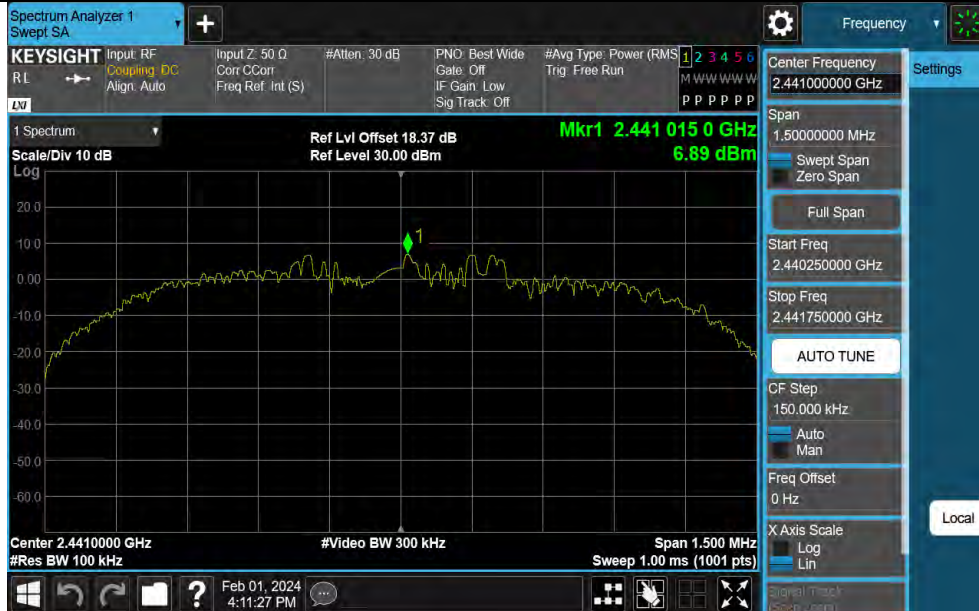 Spectrum Analyzer 1
Swept SA
Frequency
KEYSIGHT
R L
LXI
Input: RF
Coupling: DC
Align: Auto
Input Z: 50 Ω
Corr CCorr
Freq Ref: Int (S)
#Atten: 30 dB
PNO: Best Wide
Gate: Off
IF Gain: Low
Sig Track: Off
#Avg Type: Power (RMS
Trig: Free Run
1 2 3 4 5 6
M W W W W W
P P P P P P
1 Spectrum
Scale/Div 10 dB
Log
Ref Lvl Offset 18.37 dB
Ref Level 30.00 dBm
Mkr1 2.441 015 0 GHz
6.89 dBm
20.0
10.0
0.00
-10.0
-20.0
-30.0
-40.0
-50.0
-60.0
1
Center 2.4410000 GHz
#Res BW 100 kHz
#Video BW 300 kHz
Span 1.500 MHz
Sweep 1.00 ms (1001 pts)
Feb 01, 2024
4:11:27 PM
Center Frequency
2.441000000 GHz
Span
1.50000000 MHz
Swept Span
Zero Span
Full Span
Start Freq
2.440250000 GHz
Stop Freq
2.441750000 GHz
AUTO TUNE
CF Step
150.000 kHz
Auto
Man
Freq Offset
0 Hz
X Axis Scale
Log
Lin
Signal Track
Settings
Local